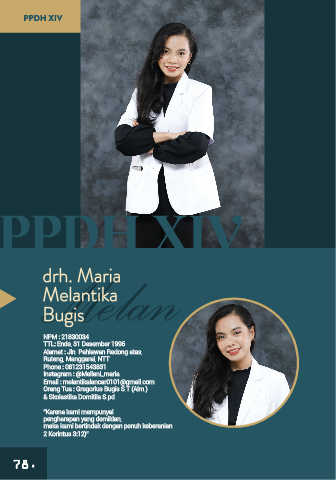 PPDH XIV
PPDH XIV
drh. Maria
Melantika
Bugis
Melan
NPM : 21830034
TTL: Ende, 31 Desember 1996
Alamat : Jln. Pahlawan Redong atas,
Ruteng, Manggarai, NTT
Phone : 081231543831
Instagram : @Mellani_maria
Email : melantikalancar0101@gmail.com
Orang Tua : Gregorius Bugis S T (Alm )
& Skolastika Domitila S pd
"Karena kami mempunyai
pengharapan yang demikian,
maka kami bertindak dengan penuh keberanian
2 Korintus 3:12)"
78 .